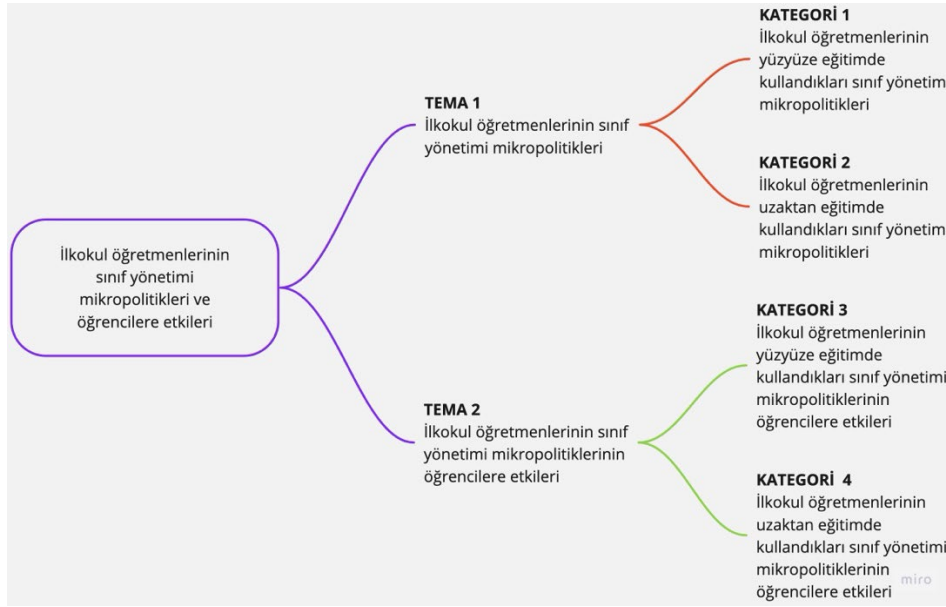 İlkokul öğretmenlerinin
sınıf yönetimi
mikropolitikleri ve
öğrencilere etkileri
TEMA 1
İlkokul öğretmenlerinin sınıf
yönetimi mikropolitikleri
KATEGORİ 1
İlkokul öğretmenlerinin
yüzyüze eğitimde
kullandıkları sınıf yönetim
mikropolitikleri
KATEGORİ 2
İlkokul öğretmenlerinin
uzaktan eğitimde
kullandıkları sınıf yönetim
mikropolitikleri
TEMA 2
İlkokul öğretmenlerinin sınıf
yönetimi mikropolitiklerinin
öğrencilere etkileri
KATEGORİ 3
İlkokul öğretmenlerinin
yüzyüze eğitimde
kullandıkları sınıf yönetimi
mikropolitiklerinin
öğrencilere etkileri
KATEGORİ 4
İlkokul öğretmenlerinin
uzaktan eğitimde
kullandıkları sınıf yönetimi
mikropolitiklerinin
öğrencilere etkileri
miro